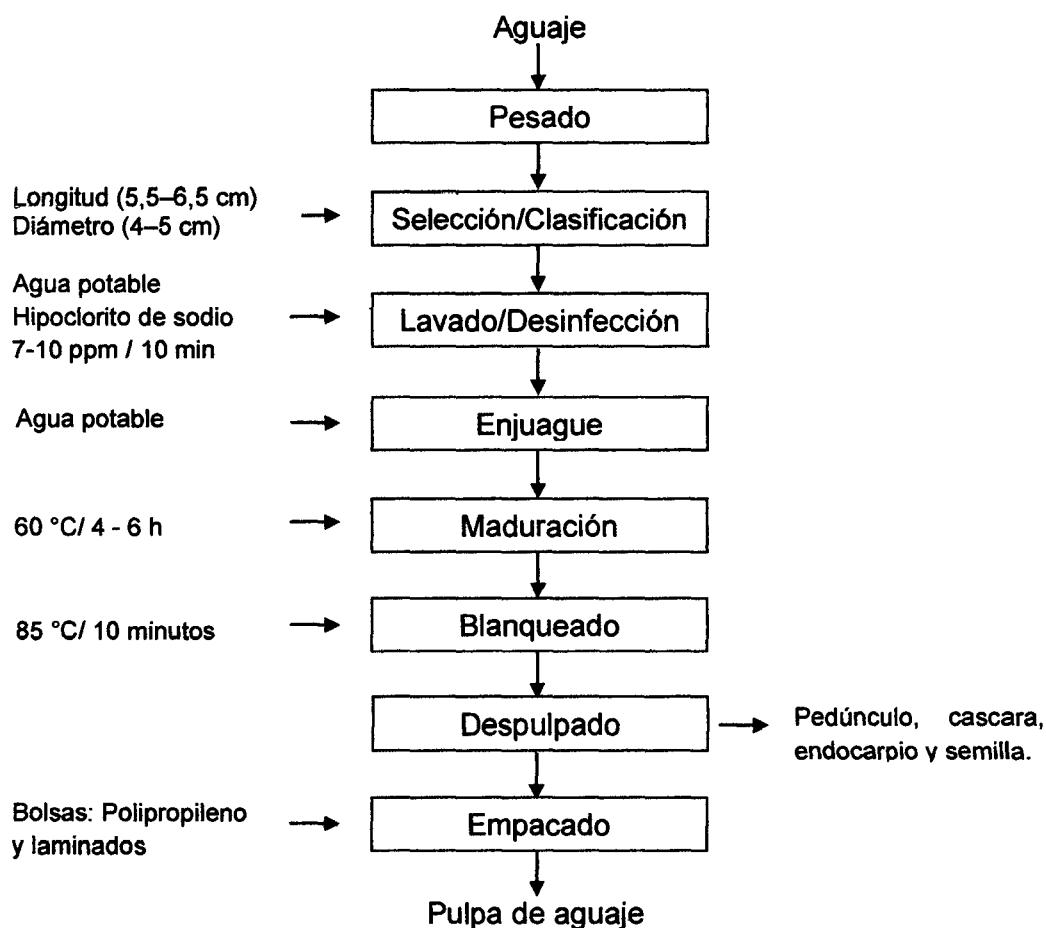 Aguaje
Pesado
Longitud (5,5–6,5 cm)
Diámetro (4–5 cm)
Selección/Clasificación
Agua potable
Hipoclorito de sodio
7-10 ppm / 10 min
Lavado/Desinfección
Agua potable
Enjuague
60 °C/ 4 - 6 h
Maduración
85 °C/ 10 minutos
Blanqueado
Despulpado
Pedúnculo, cascara,
endocarpio y semilla.
Bolsas: Polipropileno
y laminados
Empacado
Pulpa de aguaje